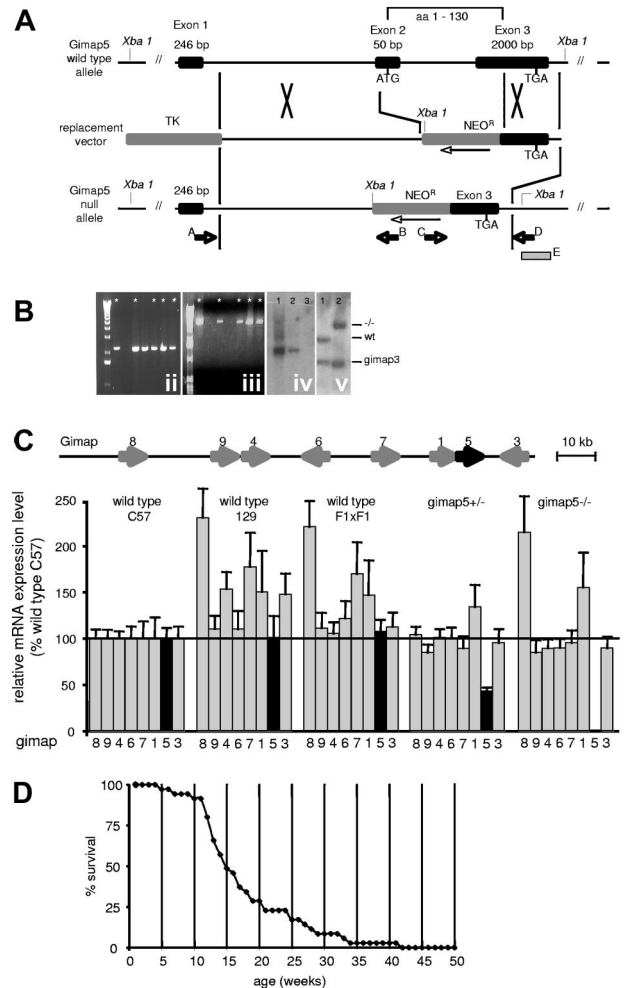 A
Exon 1
Exon 2
aa 1 - 130
Exon 3
Gimap5
wild type
allele
Xba 1
//
246 bp
50 bp
2000 bp
Xba 1
//
ATG
TGA
X
X
replacement
vector
TK
Xba 1
NEOR
TGA
Gimap5
null
allele
Xba 1
//
246 bp
Xba 1
NEOR
Exon 3
Xba 1
//
TGA
A
B
C
D
E
B
* * * * * *
* * * * * *
1 2 3
1 2
ii
iii
iv
v
-/-
wt
gimap3
C
Gimap
8 9 4 6 7 1 5 3
10 kb
relative mRNA expression level
(% wild type C57)
250
200
150
100
50
0
wild type
C57
wild type
129
wild type
F1xF1
gimap5+/-
gimap5-/-
gimap
8 9 4 6 7 1 5 3
8 9 4 6 7 1 5 3
8 9 4 6 7 1 5 3
8 9 4 6 7 1 5 3
8 9 4 6 7 1 5 3
D
% survival
100
75
50
25
0
0 5 10 15 20 25 30 35 40 45 50
age (weeks)